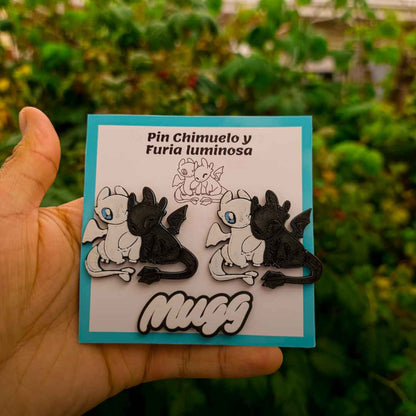 Pin Chimuelo y
Furia luminosa
Mugg